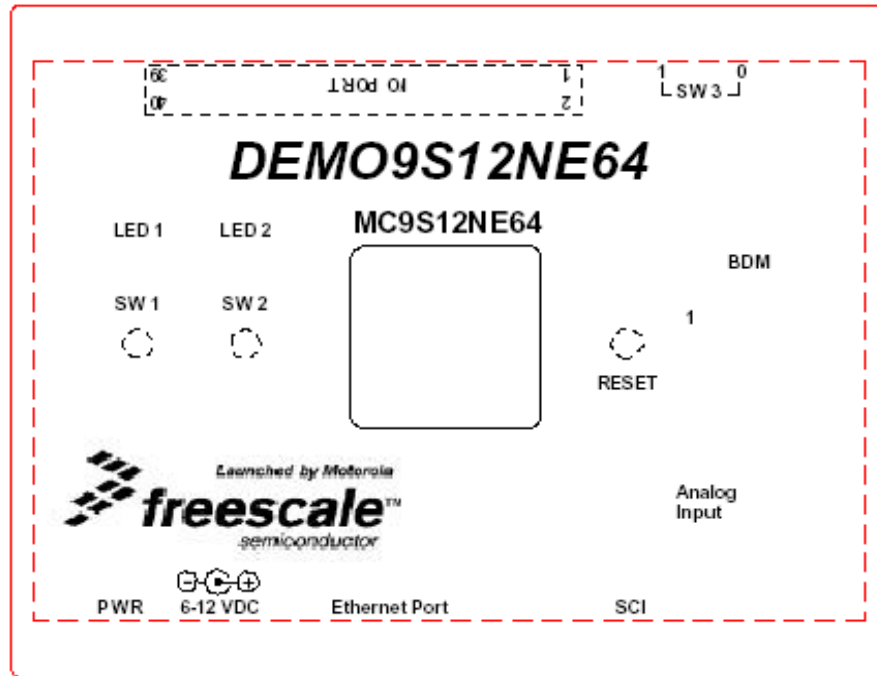 39 IO PORT 1
40 2
1 0
SW 3
DEMO9S12NE64
MC9S12NE64
LED 1 LED 2
BDM
SW 1 SW 2
1
RESET
Launched by Motorola
freescale™
semiconductor
Analog
Input
PWR 6-12 VDC Ethernet Port SCI